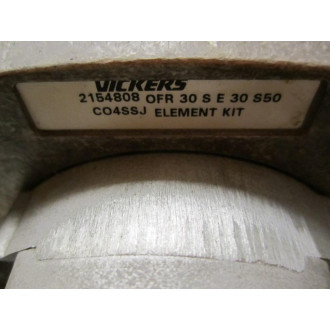 VICKERS
2154808 OFR 30 S E 30 S50
CO4SSJ ELEMENT KIT